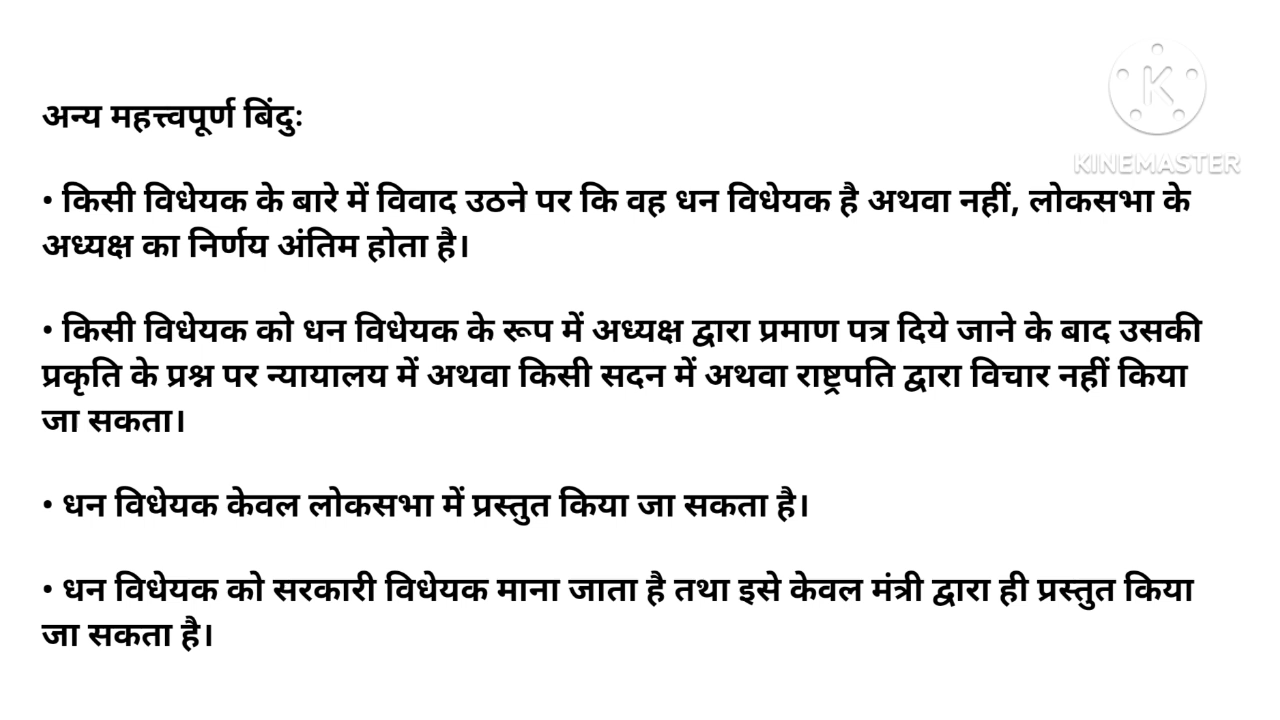 अन्य महत्त्वपूर्ण बिंदुः
K
KINEMASTER
• किसी विधेयक के बारे में विवाद उठने पर कि वह धन विधेयक है अथवा नहीं, लोकसभा के
अध्यक्ष का निर्णय अंतिम होता है।
• किसी विधेयक को धन विधेयक के रूप में अध्यक्ष द्वारा प्रमाण पत्र दिये जाने के बाद उसकी
प्रकृति के प्रश्न पर न्यायालय में अथवा किसी सदन में अथवा राष्ट्रपति द्वारा विचार नहीं किया
जा सकता।
• धन विधेयक केवल लोकसभा में प्रस्तुत किया जा सकता है।
• धन विधेयक को सरकारी विधेयक माना जाता है तथा इसे केवल मंत्री द्वारा ही प्रस्तुत किया
जा सकता है।